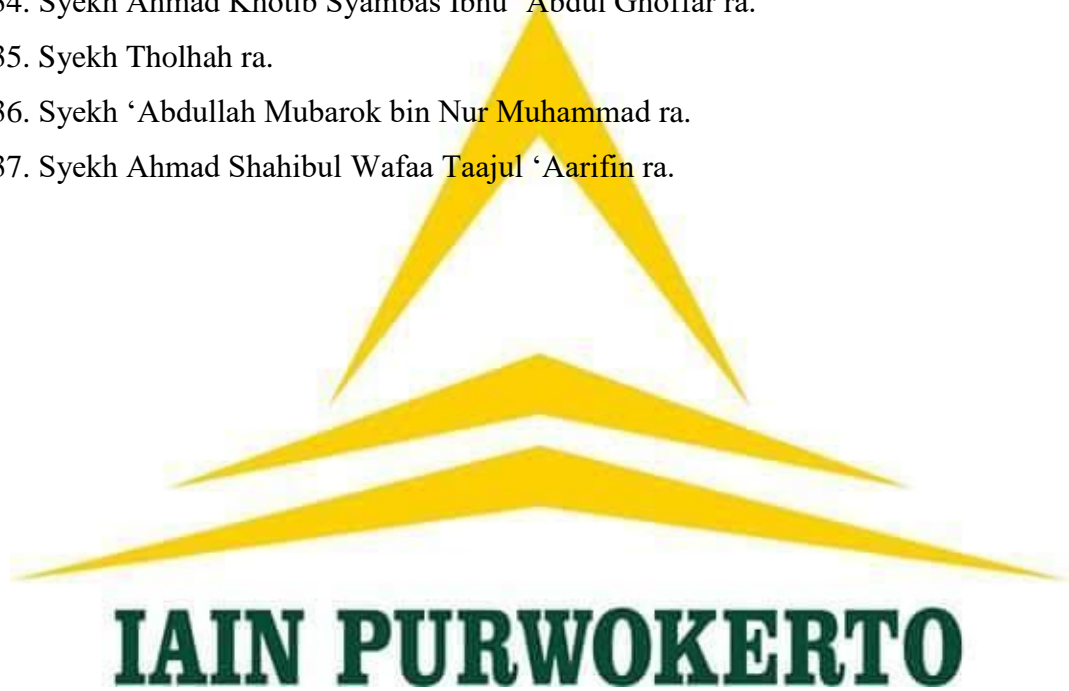 34. Syekh Ahmad Khotib Syambas Ibnu ‘Abdul Ghoffar ra.
35. Syekh Tholhah ra.
36. Syekh ‘Abdullah Mubarok bin Nur Muhammad ra.
37. Syekh Ahmad Shahibul Wafaa Taajul ‘Aarifin ra.
IAIN PURWOKERTO